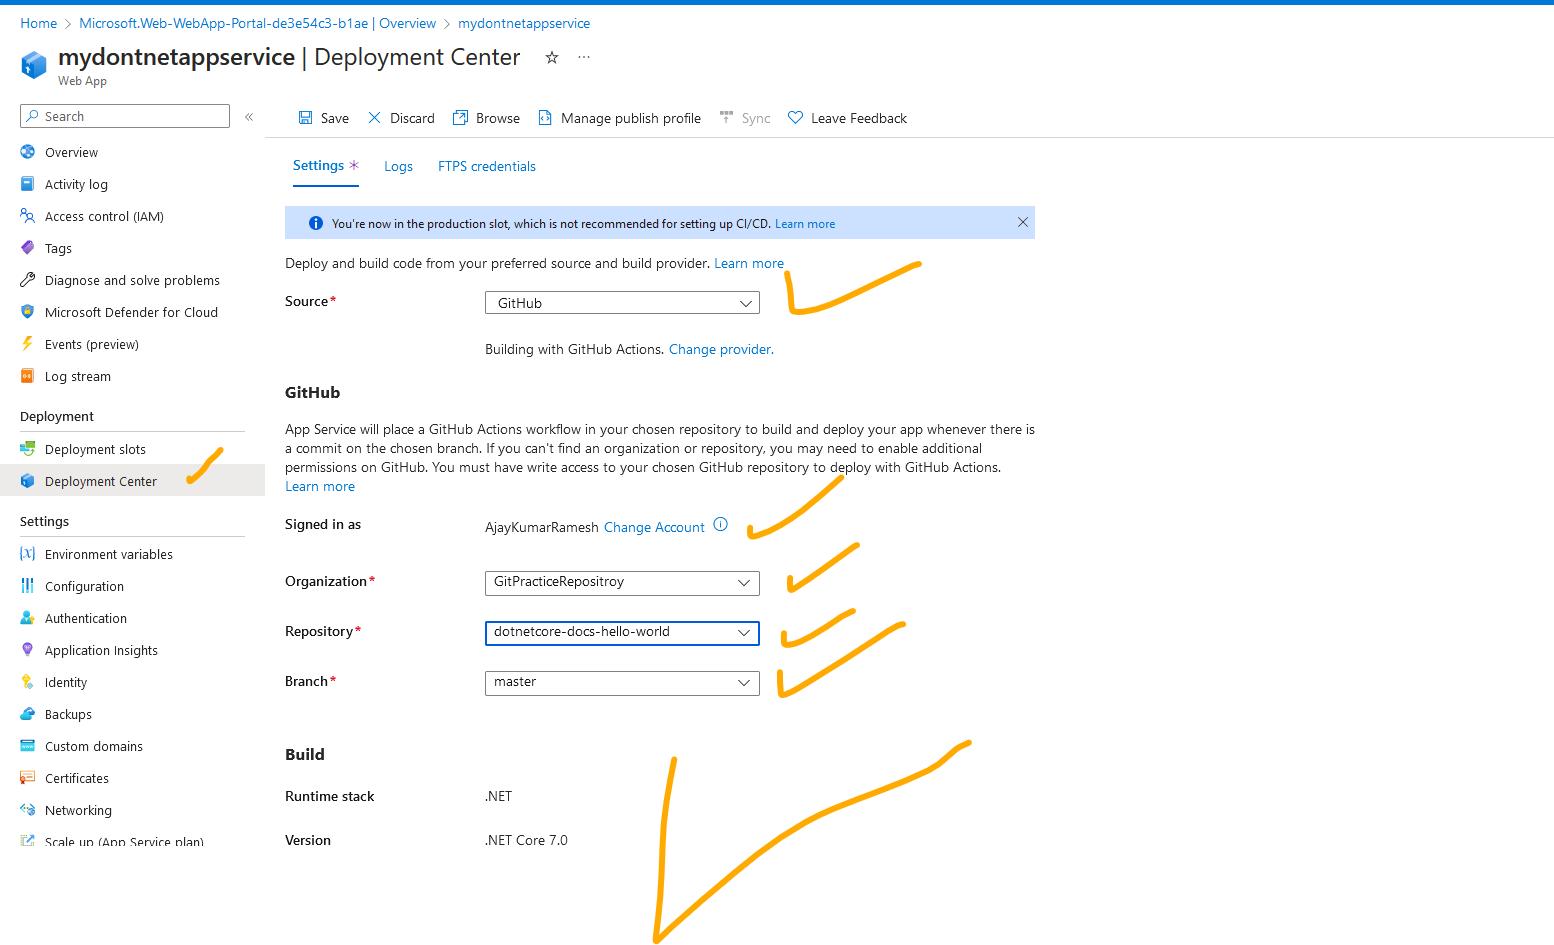 Home > Microsoft.Web-WebApp-Portal-de3e54c3-b1ae | Overview > mydontnetappservice
mydontnetappservice | Deployment Center ☆ ...
Web App
Search «
Overview
Activity log
Access control (IAM)
Tags
Diagnose and solve problems
Microsoft Defender for Cloud
Events (preview)
Log stream
Deployment
Deployment slots
Deployment Center
Settings
Environment variables
Configuration
Authentication
Application Insights
Identity
Backups
Custom domains
Certificates
Networking
Scale up (App Service plan)
Save Discard Browse Manage publish profile Sync Leave Feedback
Settings * Logs FTPS credentials
You're now in the production slot, which is not recommended for setting up CI/CD. Learn more
Deploy and build code from your preferred source and build provider. Learn more
Source* GitHub
Building with GitHub Actions. Change provider.
GitHub
App Service will place a GitHub Actions workflow in your chosen repository to build and deploy your app whenever there is
a commit on the chosen branch. If you can't find an organization or repository, you may need to enable additional
permissions on GitHub. You must have write access to your chosen GitHub repository to deploy with GitHub Actions.
Learn more
Signed in as AjayKumarRamesh Change Account
Organization* GitPracticeRepositroy
Repository* dotnetcore-docs-hello-world
Branch* master
Build
Runtime stack .NET
Version .NET Core 7.0